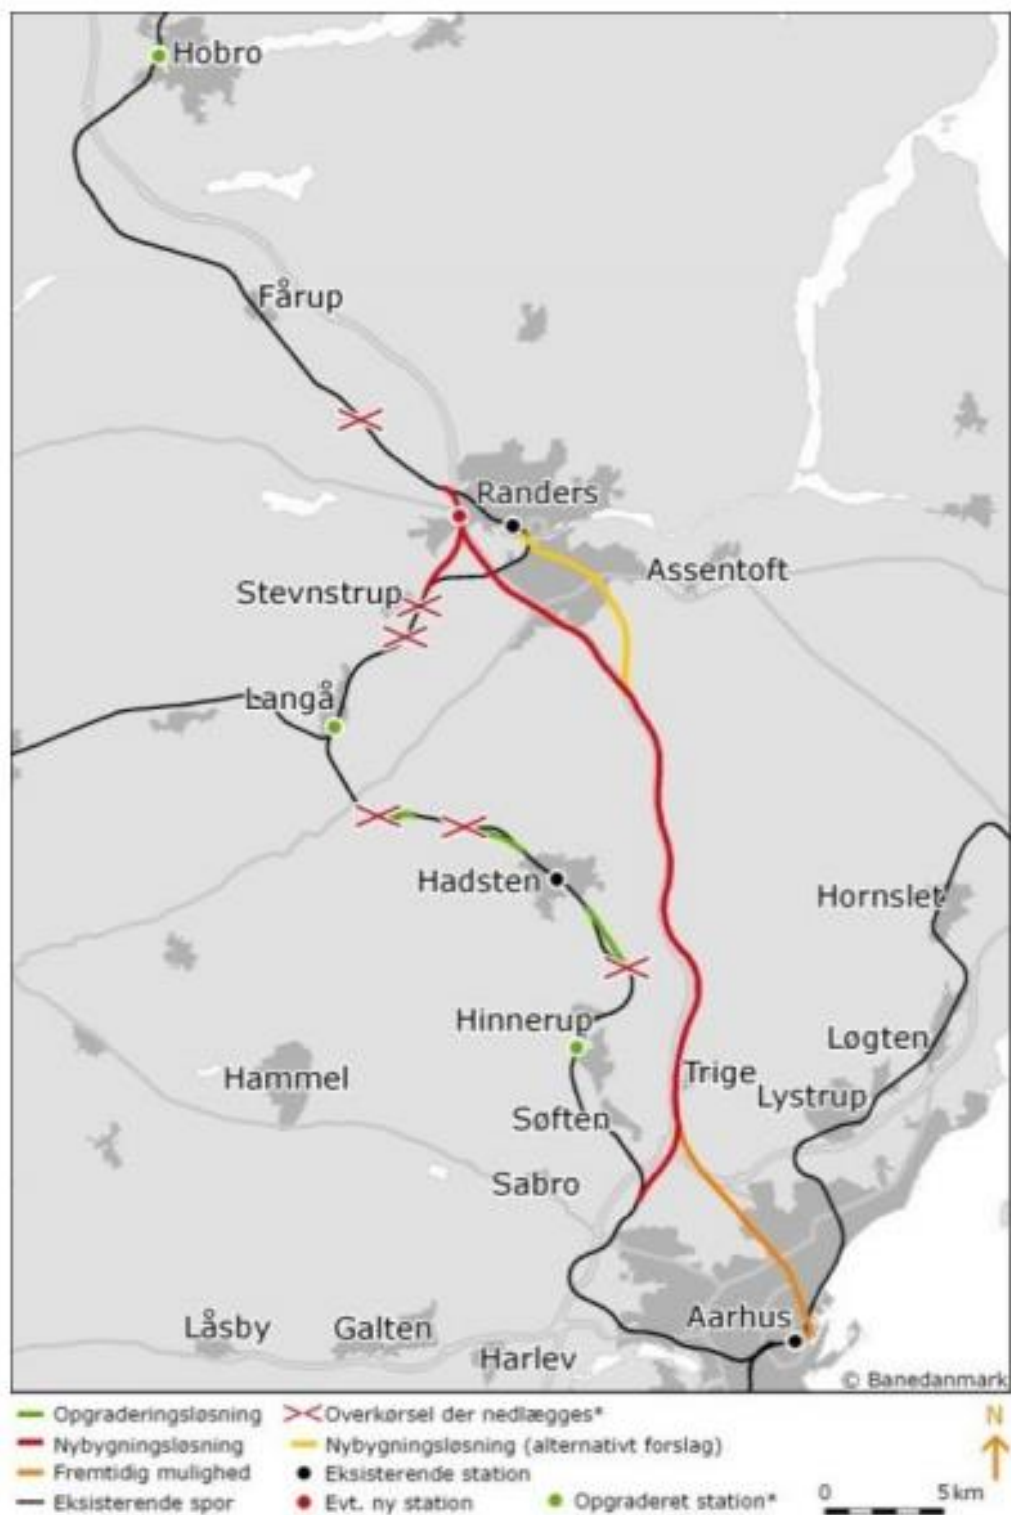 Hobro
Fårup
Randers
Assentoft
Stevnstrup
Langå
Hadsten
Hornslet
Hinnerup
Løgten
Hammel
Trige
Lystrup
Søften
Sabro
Aarhus
Låsby
Galten
Harlev
© Banedanmark
Opgraderingsløsning
Overkørsel der nedlægges*
N
Nybygningsløsning
Nybygningsløsning (alternativt forslag)
Fremtidig mulighed
Eksisterende station
Eksisterende spor
Evt. ny station
Opgraderet station*
0 5 km